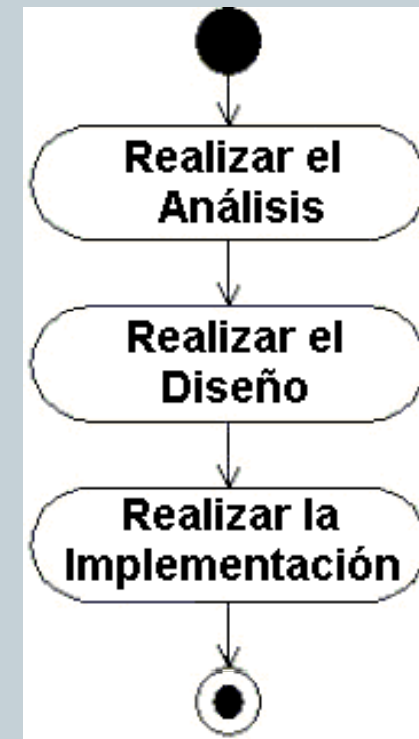 Realizar el
Análisis
Realizar el
Diseño
Realizar la
Implementación